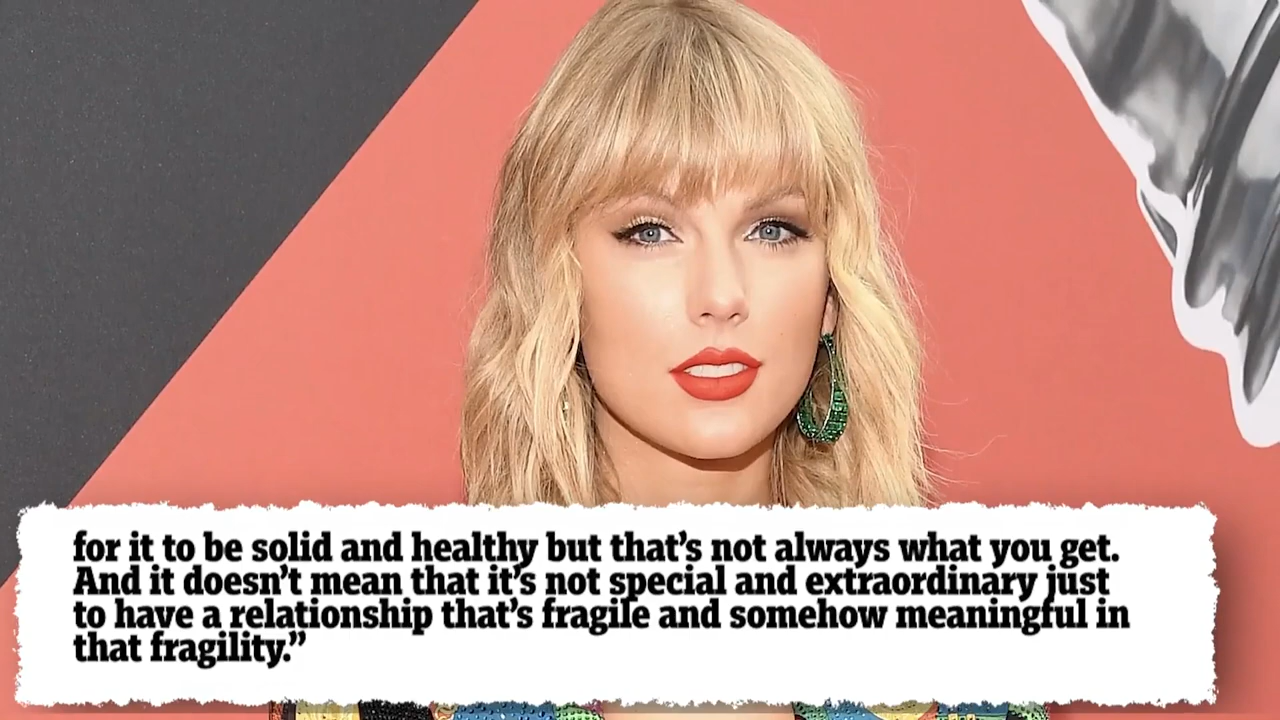 for it to be solid and healthy but that’s not always what you get.
And it doesn’t mean that it’s not special and extraordinary just
to have a relationship that’s fragile and somehow meaningful in
that fragility.”